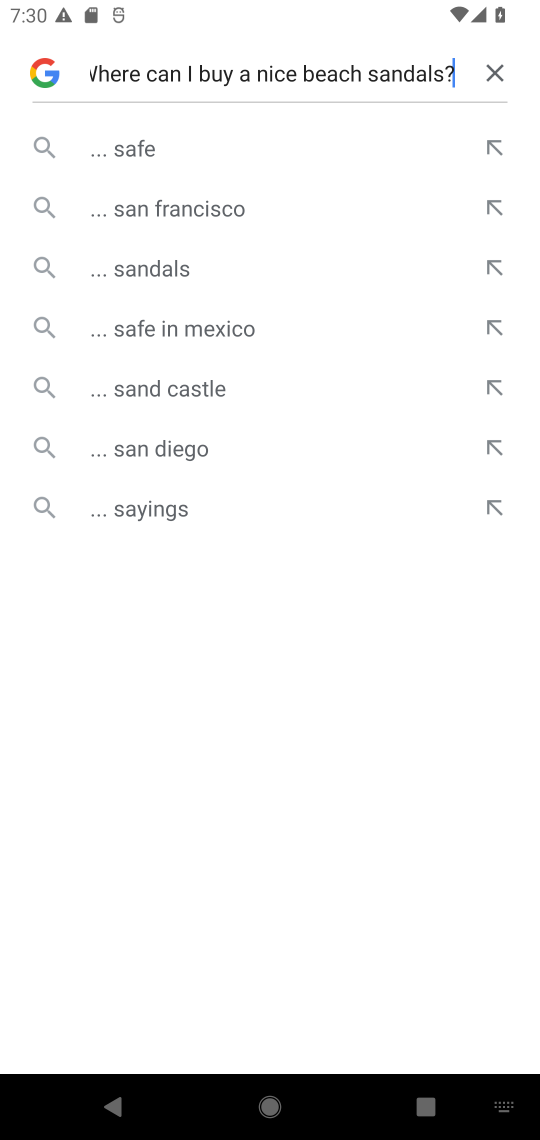 7:30
Where can I buy a nice beach sandals?
... safe
... san francisco
... sandals
... safe in mexico
... sand castle
... san diego
... sayings